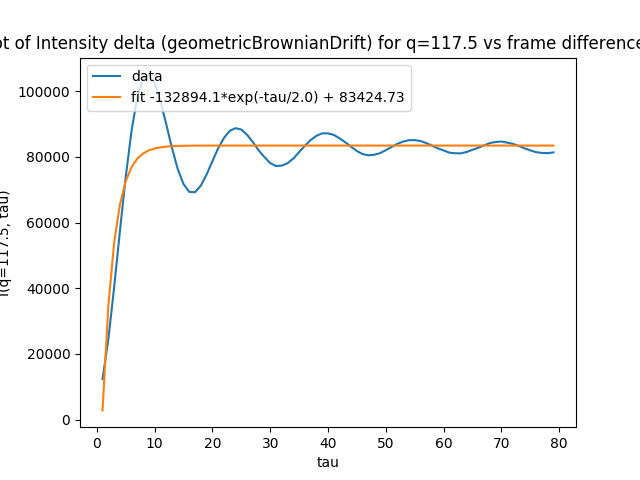 ot of Intensity delta (geometricBrownianDrift) for q=117.5 vs frame difference
data
fit -132894.1*exp(-tau/2.0) + 83424.73
100000
80000
60000
40000
20000
0
I(q=117.5, tau)
0 10 20 30 40 50 60 70 80
tau